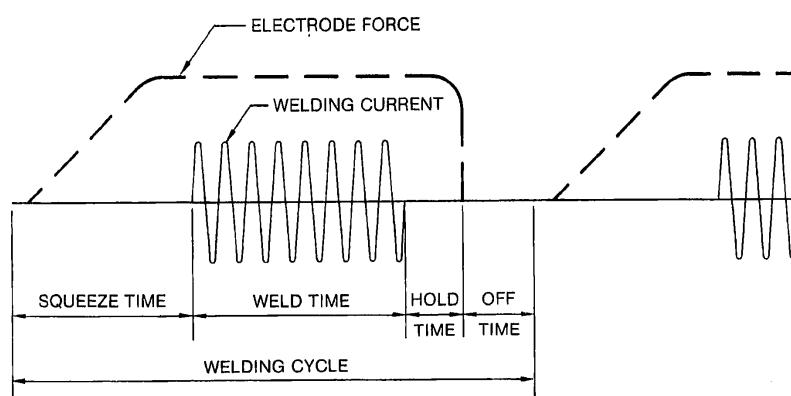 ELECTRODE FORCE
WELDING CURRENT
SQUEEZE TIME
WELD TIME
HOLD
TIME
OFF
TIME
WELDING CYCLE